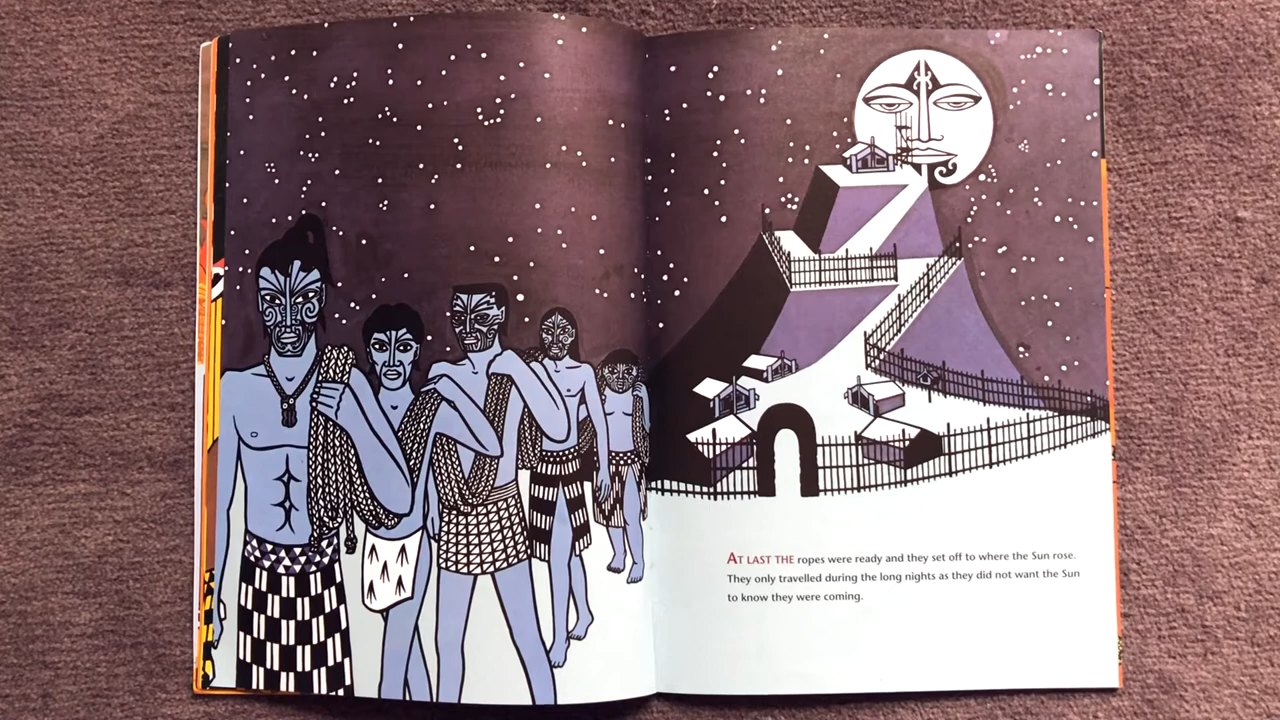 AT LAST THE ropes were ready and they set off to where the Sun rose.
They only travelled during the long nights as they did not want the Sun
to know they were coming.